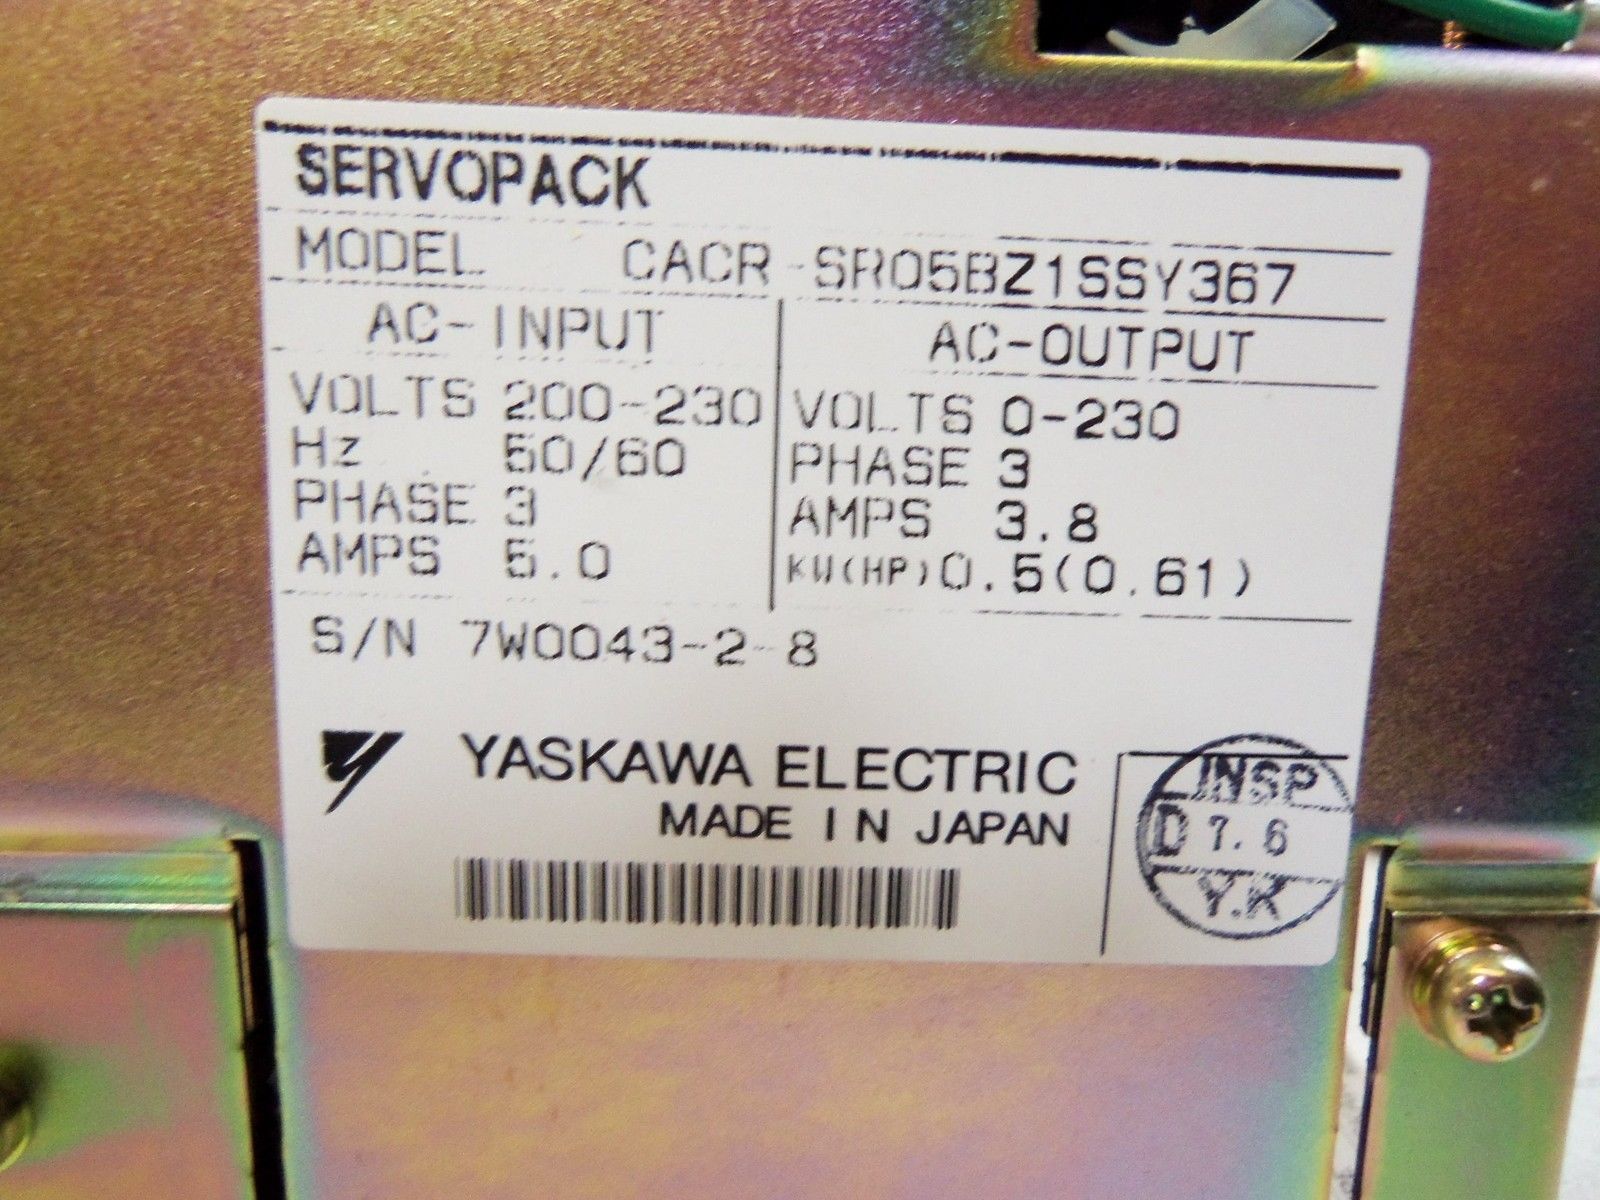 SERVOPACK
MODEL CACR-SR05BZ1SSY367
AC-INPUT
VOLTS 200-230
Hz 50/60
PHASE 3
AMPS 5.0
AC-OUTPUT
VOLTS 0-230
PHASE 3
AMPS 3.8
KW(HP) 0.5(0.61)
S/N 7W0043-2-8
YASKAWA ELECTRIC
MADE IN JAPAN
INSP
D 7.6
Y.K